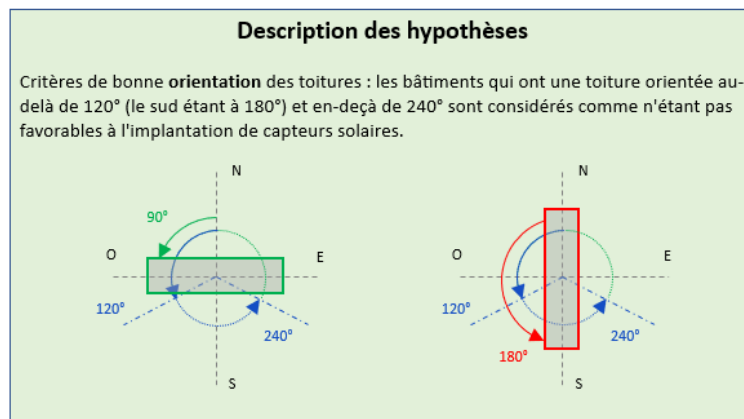 Description des hypothèses
Critères de bonne orientation des toitures : les bâtiments qui ont une toiture orientée au-
delà de 120° (le sud étant à 180°) et en-deçà de 240° sont considérés comme n'étant pas
favorables à l'implantation de capteurs solaires.
N
90°
O
E
120°
240°
S
N
O
E
120°
240°
180°
S